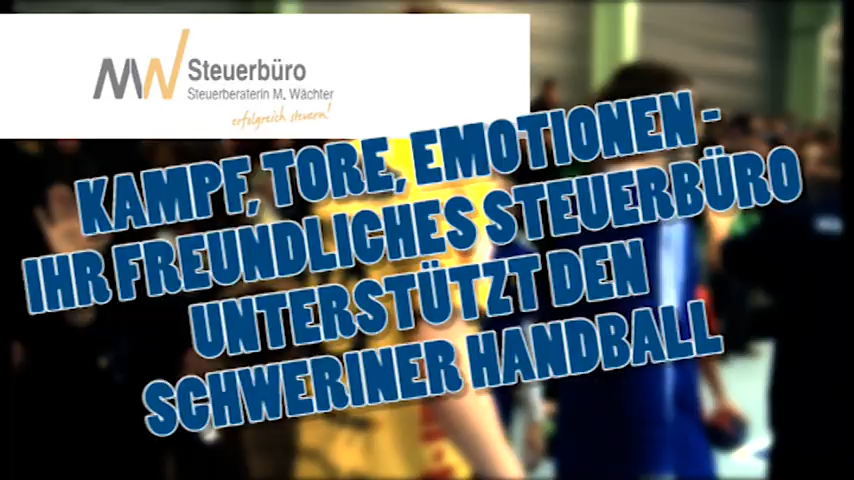 MW Steuerbüro
Steuerberaterin M. Wächter
erfolgreich steuern!
KAMPF, TORE, EMOTIONEN -
IHR FREUNDLICHES STEUERBÜRO
UNTERSTÜTZT DEN
SCHWERINER HANDBALL